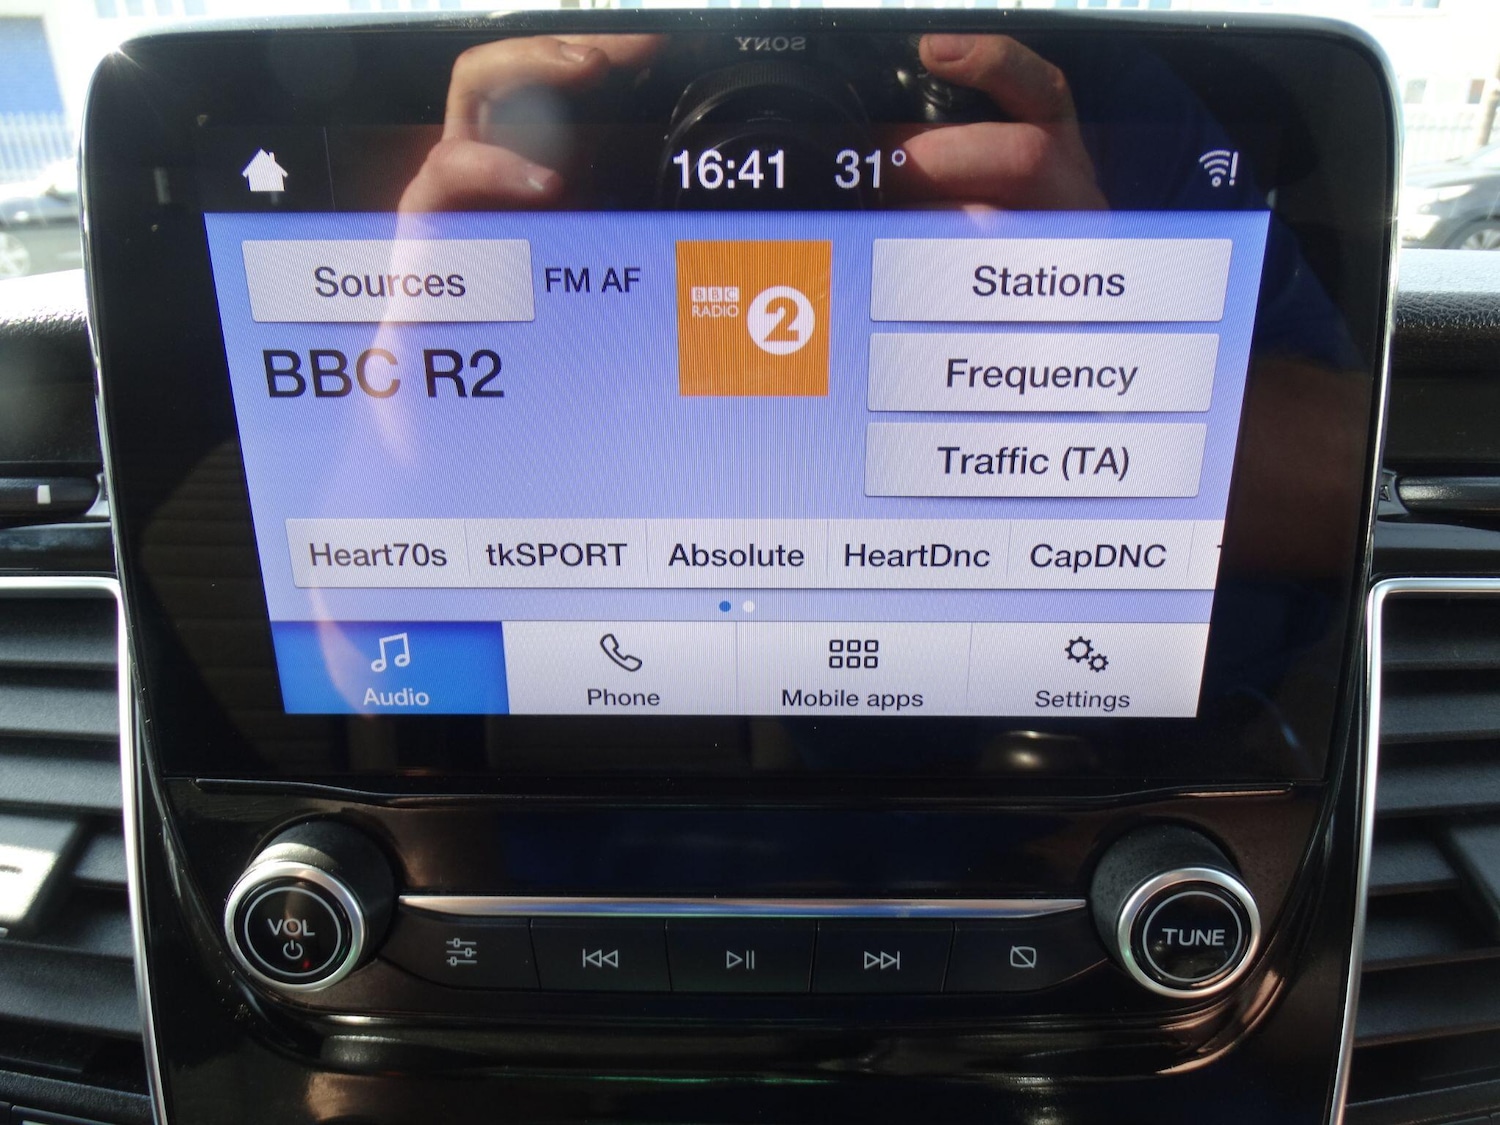 SONY
16:41 31°
Sources FM AF BBC RADIO 2 Stations
BBC R2 Frequency
Traffic (TA)
Heart70s tkSPORT Absolute HeartDnc CapDNC
Audio Phone Mobile apps Settings
VOL TUNE